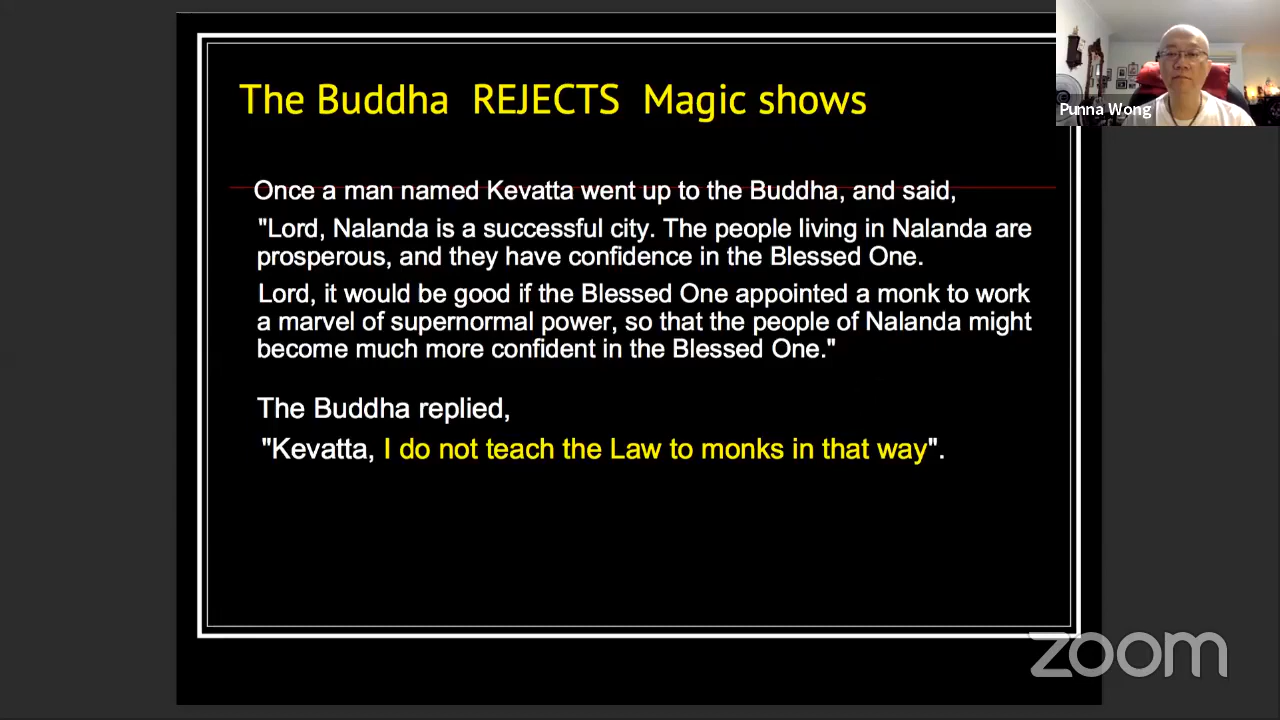 The Buddha REJECTS Magic shows
Punna Wong
Once a man named Kevatta went up to the Buddha, and said,
"Lord, Nalanda is a successful city. The people living in Nalanda are
prosperous, and they have confidence in the Blessed One.
Lord, it would be good if the Blessed One appointed a monk to work
a marvel of supernormal power, so that the people of Nalanda might
become much more confident in the Blessed One."
The Buddha replied,
"Kevatta, I do not teach the Law to monks in that way".
zoom